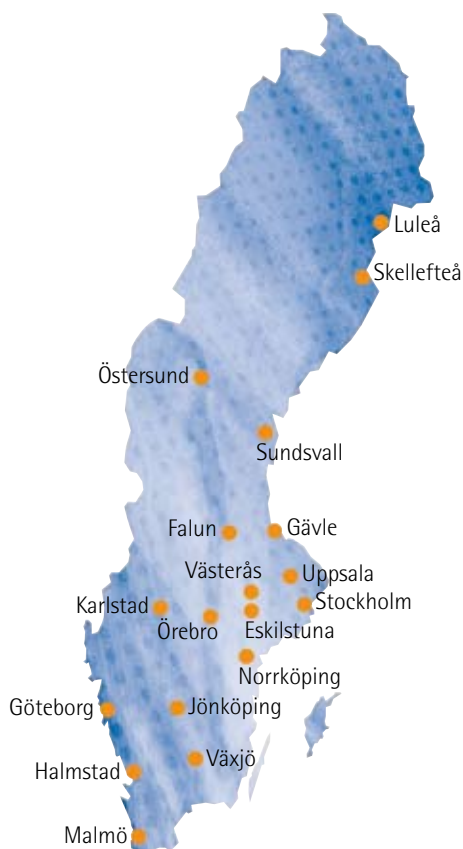 Luleå
Skellefteå
Östersund
Sundsvall
Falun
Gävle
Västerås
Uppsala
Karlstad
Stockholm
Örebro
Eskilstuna
Norrköping
Göteborg
Jönköping
Växjö
Halmstad
Malmö